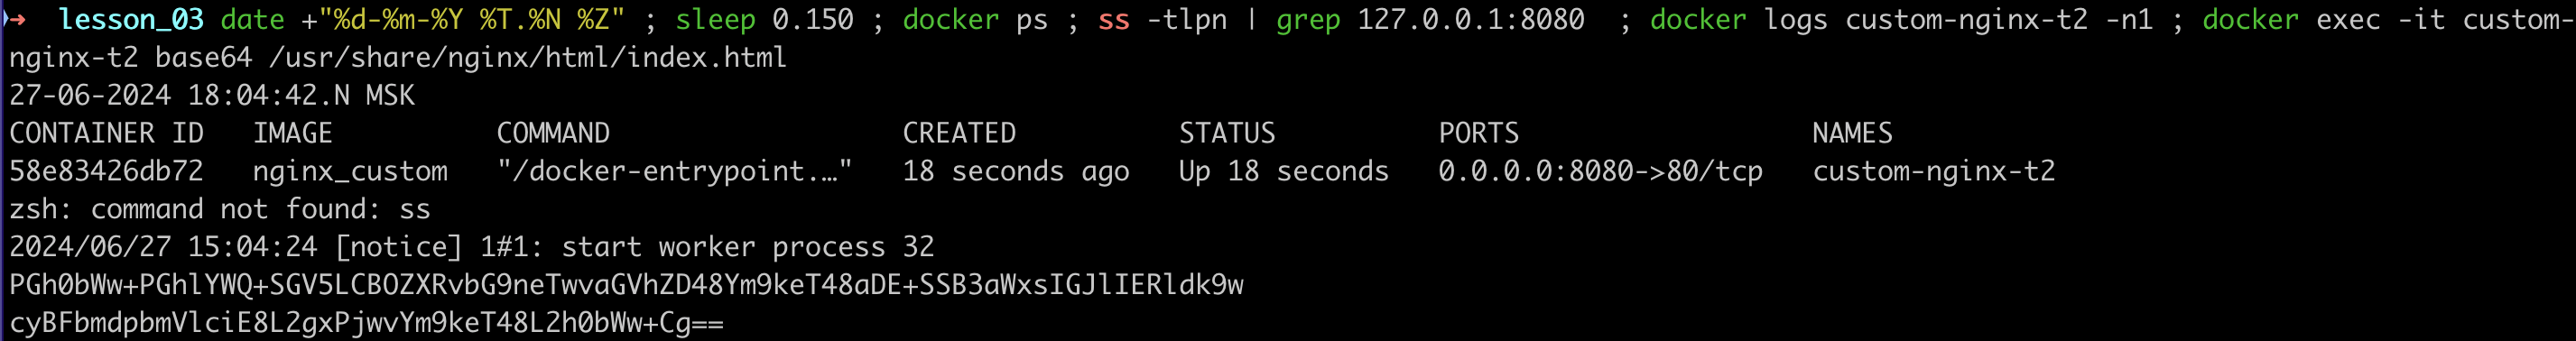 ➜  lesson_03 date +"%d-%m-%Y %T.%N %Z" ; sleep 0.150 ; docker ps ; ss -tlpn | grep 127.0.0.1:8080  ; docker logs custom-nginx-t2 -n1 ; docker exec -it custom-
nginx-t2 base64 /usr/share/nginx/html/index.html
27-06-2024 18:04:42.N MSK
CONTAINER ID   IMAGE          COMMAND                  CREATED          STATUS          PORTS                  NAMES
58e83426db72   nginx_custom   "/docker-entrypoint.…"   18 seconds ago   Up 18 seconds   0.0.0.0:8080->80/tcp   custom-nginx-t2
zsh: command not found: ss
2024/06/27 15:04:24 [notice] 1#1: start worker process 32
PGh0bWw+PGhlYWQ+SGV5LCBOZXRvbG9neTwvaGVhZD48Ym9keT48aDE+SSB3aWxsIGJlIERldk9w
cyBFbmdpbmVlciE8L2gxPjwvYm9keT48L2h0bWw+Cg==